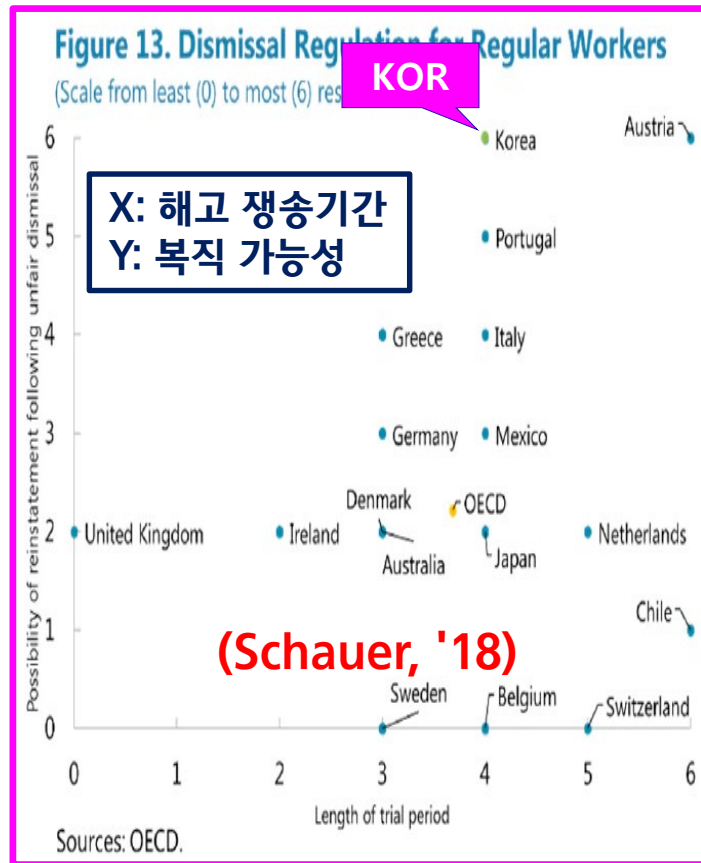 Figure 13. Dismissal Regulation for Regular Workers
(Scale from least (0) to most (6) res
KOR
6
Korea
Austria
X: 해고 쟁송기간
Y: 복직 가능성
5
Portugal
4
Greece
Italy
3
Germany
Mexico
Denmark
OECD
2
United Kingdom
Ireland
Australia
Japan
Netherlands
Chile
1
(Schauer, '18)
Sweden
Belgium
Switzerland
0
Possibility of reinstatement following unfair dismissal
0 1 2 3 4 5 6
Length of trial period
Sources: OECD.